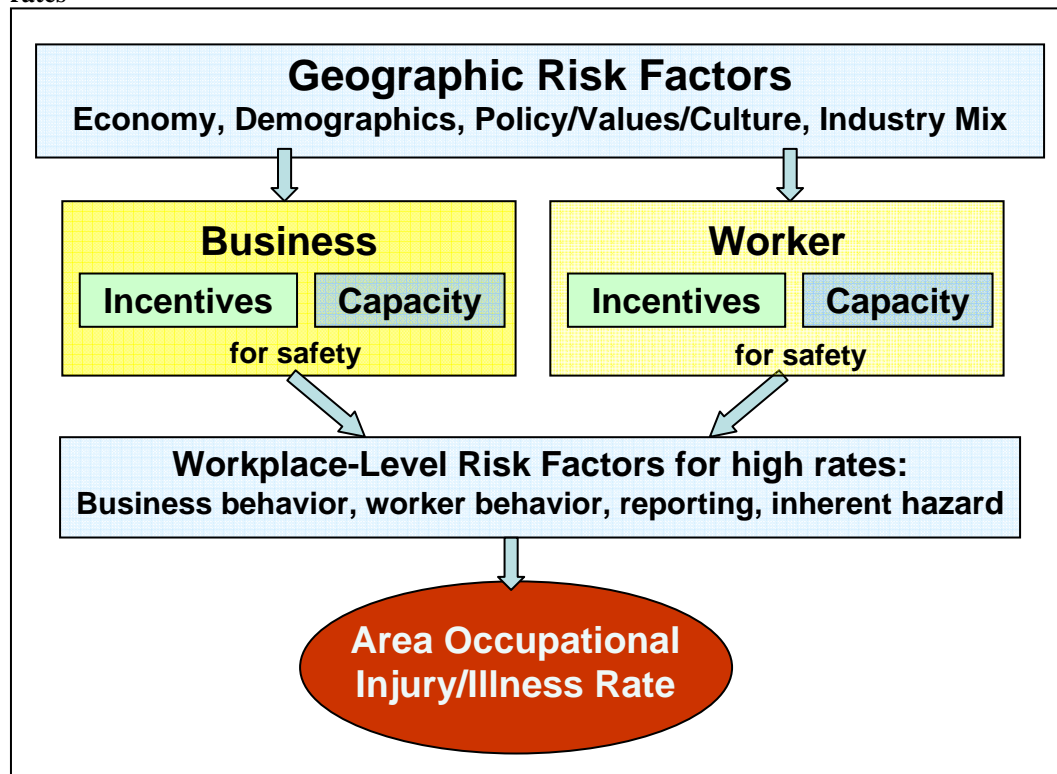 rates
Geographic Risk Factors
Economy, Demographics, Policy/Values/Culture, Industry Mix
Business
Incentives
Capacity
for safety
Worker
Incentives
Capacity
for safety
Workplace-Level Risk Factors for high rates:
Business behavior, worker behavior, reporting, inherent hazard
Area Occupational
Injury/Illness Rate